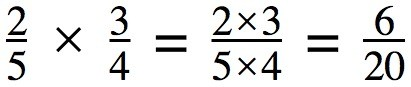 2/5 × 3/4 = 2×3/5×4 = 6/20